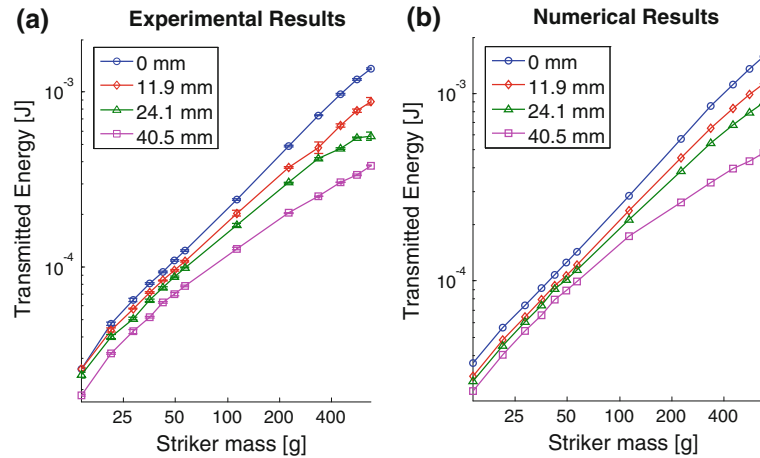 (a)
Experimental Results
Transmitted Energy [J]
10⁻³
10⁻⁴
0 mm
11.9 mm
24.1 mm
40.5 mm
25 50 100 200 400
Striker mass [g]
(b)
Numerical Results
Transmitted Energy [J]
10⁻³
10⁻⁴
0 mm
11.9 mm
24.1 mm
40.5 mm
25 50 100 200 400
Striker mass [g]